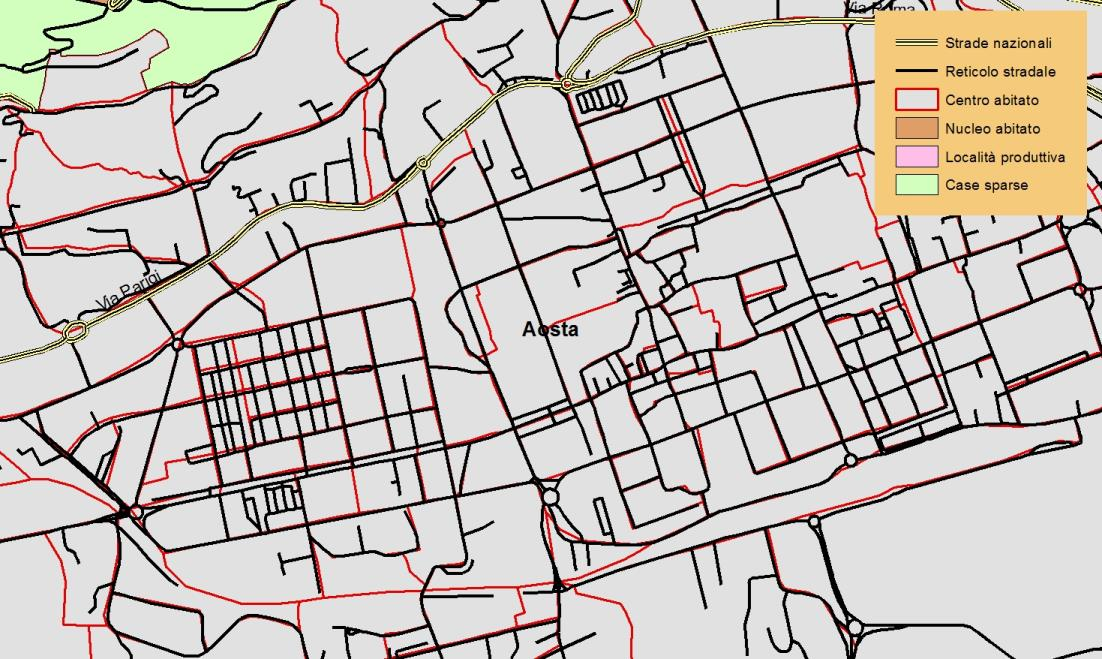 Via Roma
Strade nazionali
Reticolo stradale
Centro abitato
Nucleo abitato
Località produttiva
Case sparse
Via Parigi
Aosta